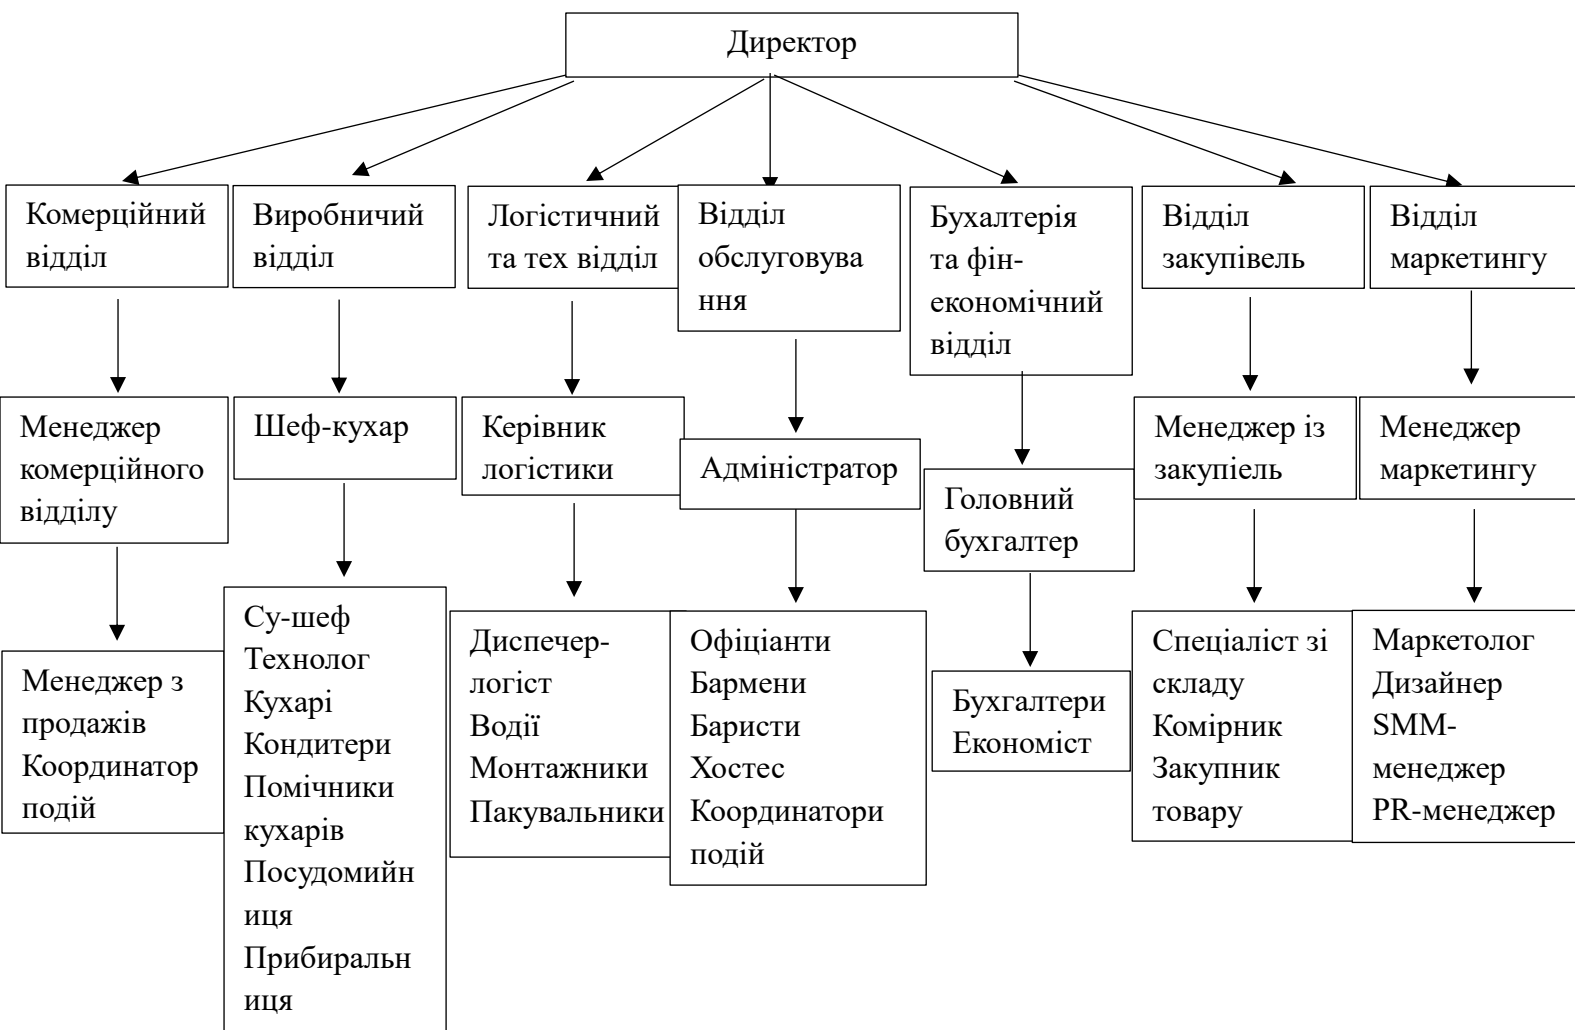 Директор
Комерційний
відділ
Виробничий
відділ
Логістичний
та тех відділ
Відділ
обслуговува
ння
Бухалтерія
та фін-
економічний
відділ
Відділ
закупівель
Відділ
маркетингу
Менеджер
комерційного
відділу
Шеф-кухар
Керівник
логістики
Адміністратор
Головний
бухгалтер
Менеджер із
закупіель
Менеджер
маркетингу
Менеджер з
продажів
Координатор
подій
Су-шеф
Технолог
Кухарі
Кондитери
Помічники
кухарів
Посудомийн
иця
Прибиральн
иця
Диспечер-
логіст
Водії
Монтажники
Пакувальники
Офіціанти
Бармени
Баристи
Хостес
Координатори
подій
Бухгалтери
Економіст
Спеціаліст зі
складу
Комірник
Закупник
товару
Маркетолог
Дизайнер
SMM-
менеджер
PR-менеджер